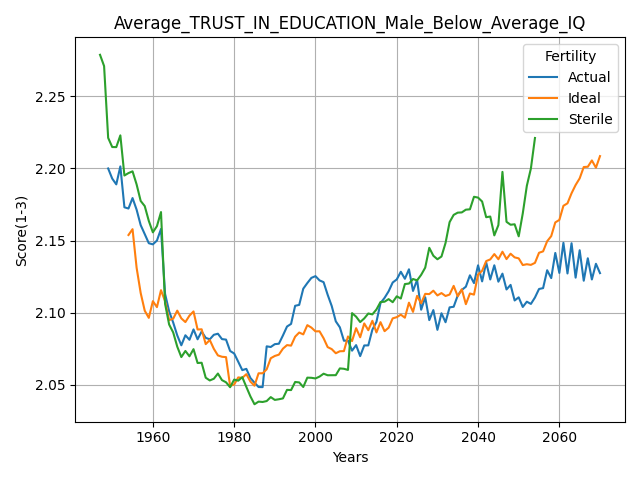 Average_TRUST_IN_EDUCATION_Male_Below_Average_IQ
Fertility
Actual
Ideal
Sterile
Score(1-3)
2.25
2.20
2.15
2.10
2.05
1960
1980
2000
2020
2040
2060
Years